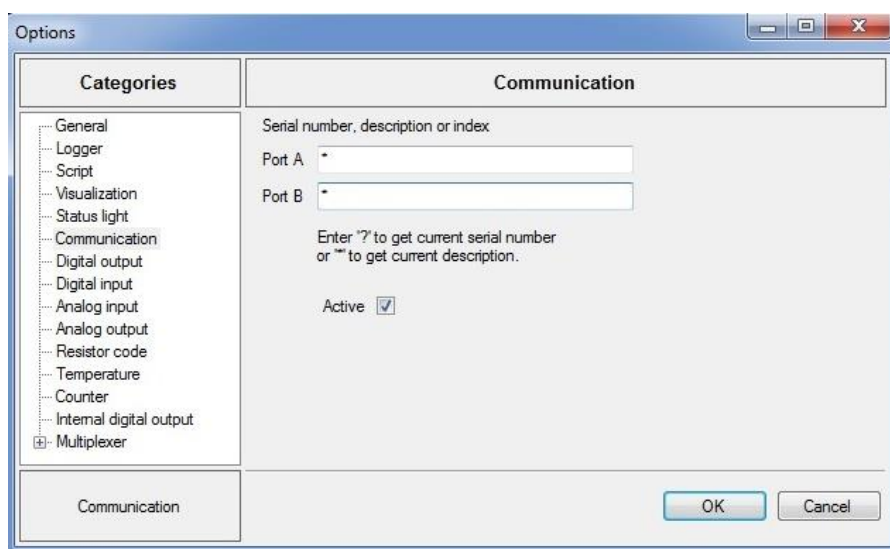 Options
Categories
General
Logger
Script
Visualization
Status light
Communication
Digital output
Digital input
Analog input
Analog output
Resistor code
Temperature
Counter
Internal digital output
Multiplexer
Communication
Communication
Serial number, description or index
Port A *
Port B *
Enter '?' to get current serial number
or '*' to get current description.
Active
OK Cancel